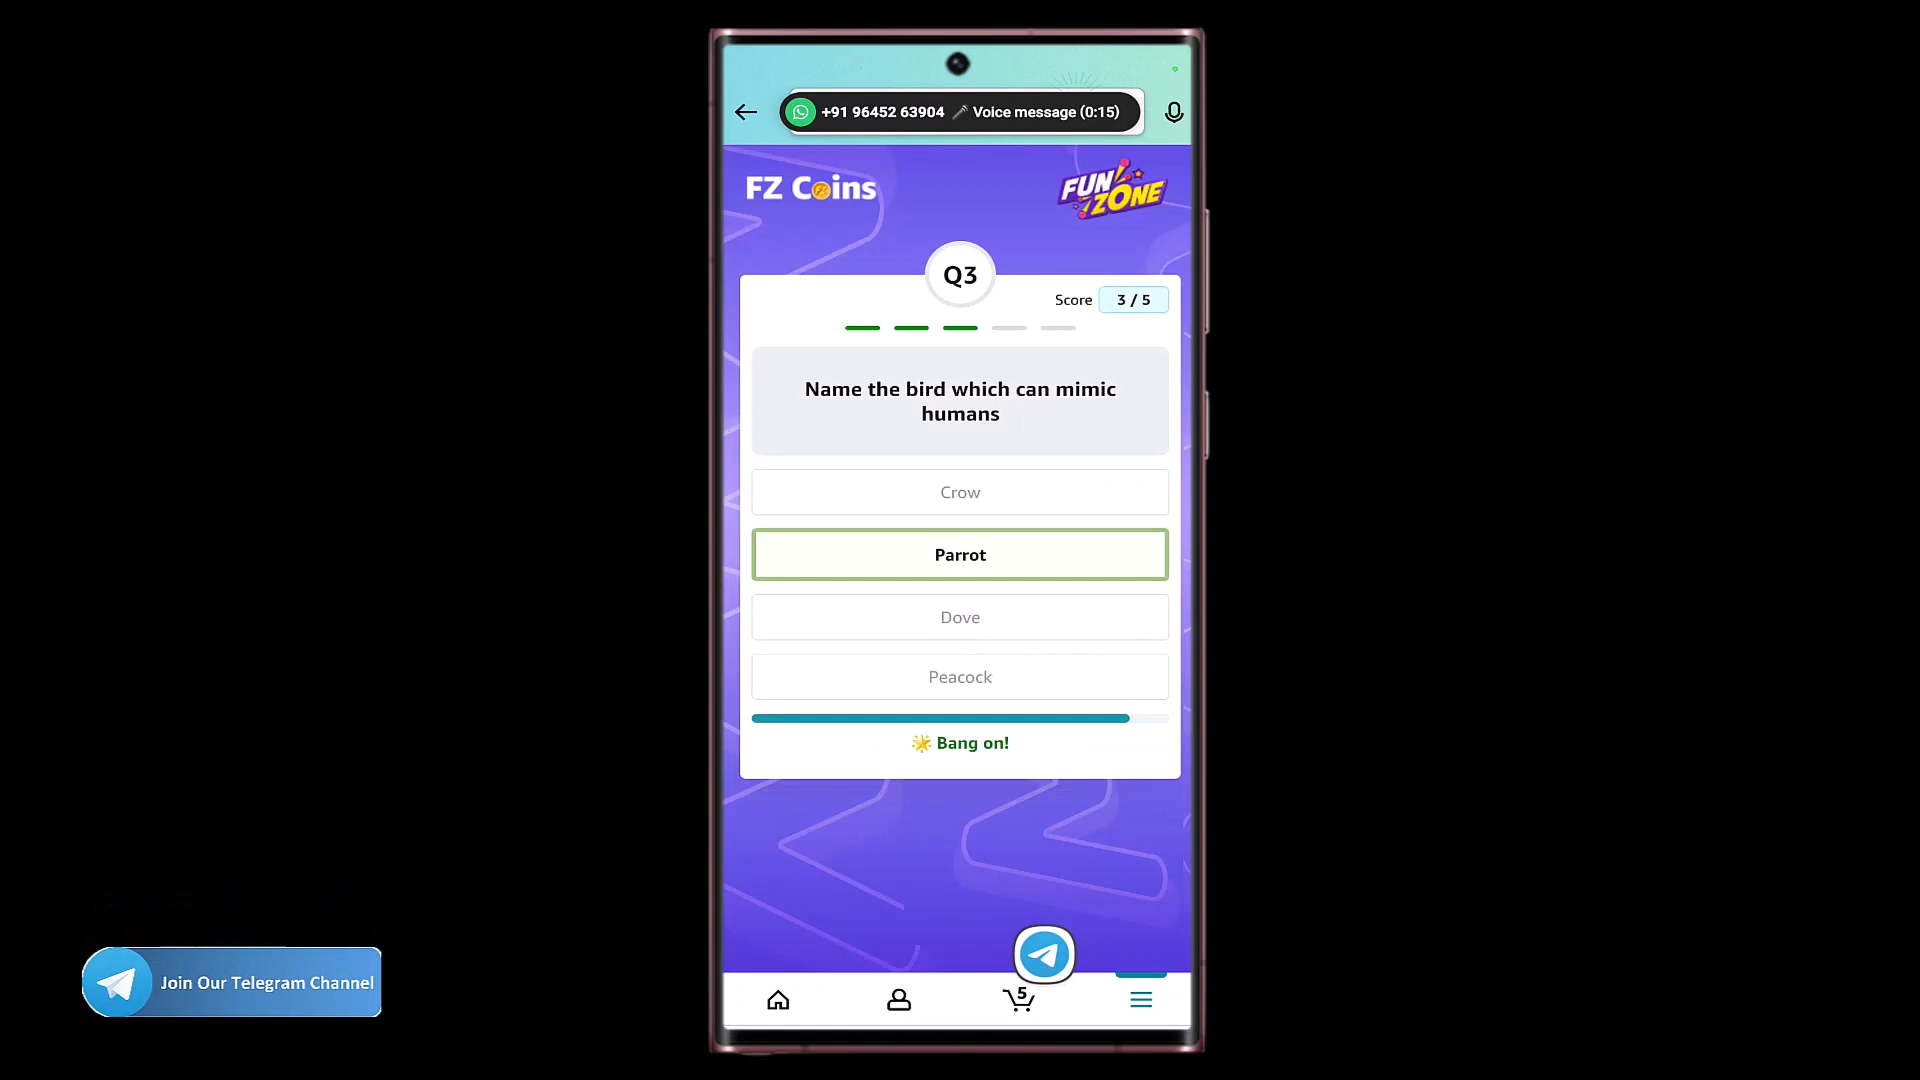 +91 96452 63904 🎤 Voice message (0:15)
FZ Coins
FUN
ZONE
Q3
Score 3 / 5
Name the bird which can mimic
humans
Crow
Parrot
Dove
Peacock
🌟 Bang on!
5
Join Our Telegram Channel